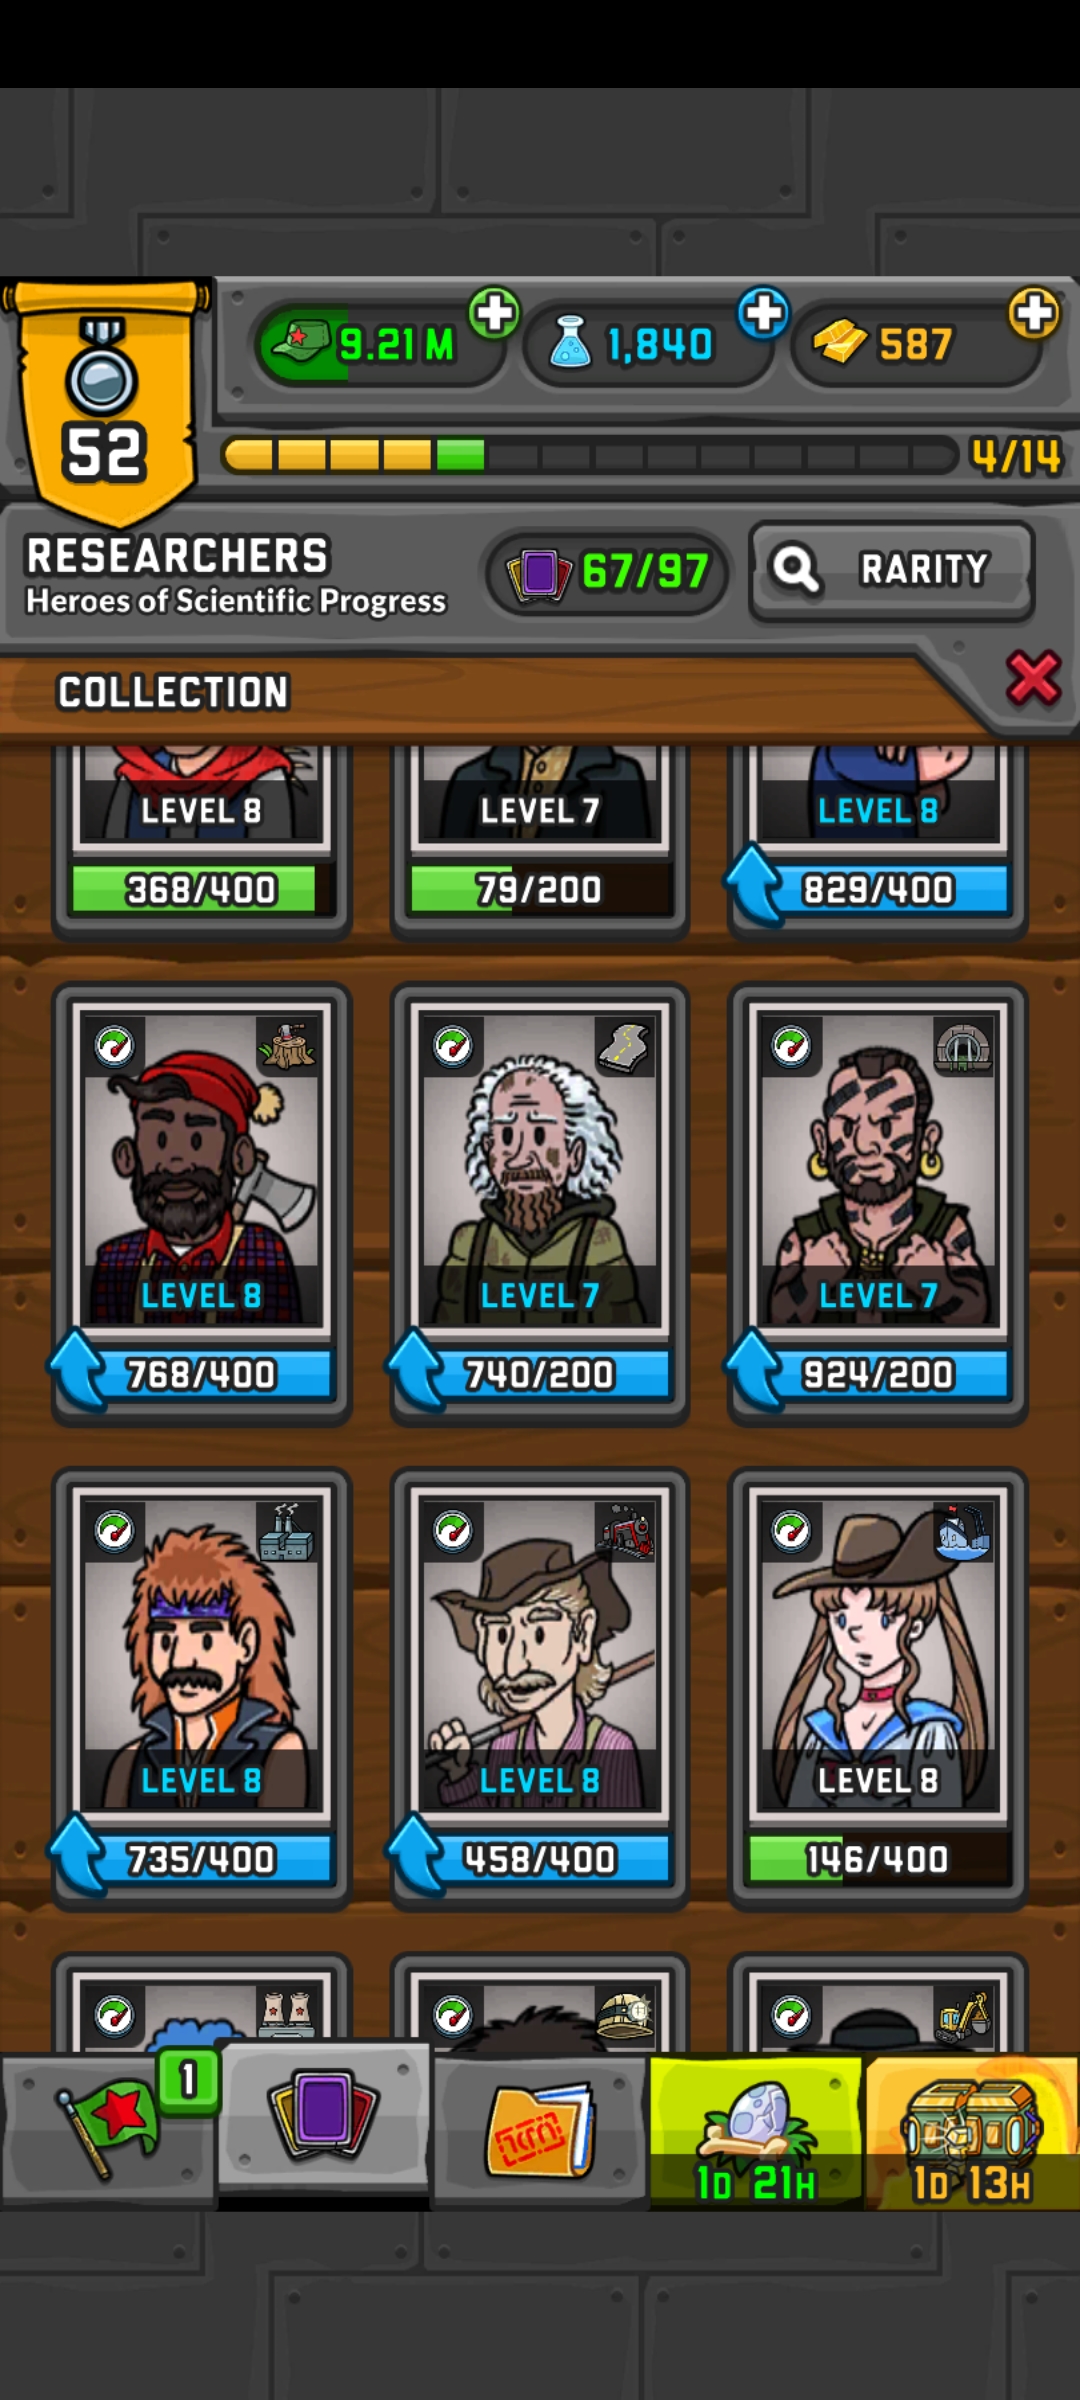 9.21 M
1,840
587
52
4/14
RESEARCHERS
Heroes of Scientific Progress
67/97
RARITY
COLLECTION
LEVEL 8
LEVEL 7
LEVEL 8
368/400
79/200
829/400
LEVEL 8
LEVEL 7
LEVEL 7
768/400
740/200
924/200
LEVEL 8
LEVEL 8
LEVEL 8
735/400
458/400
146/400
1
1D 21H
1D 13H